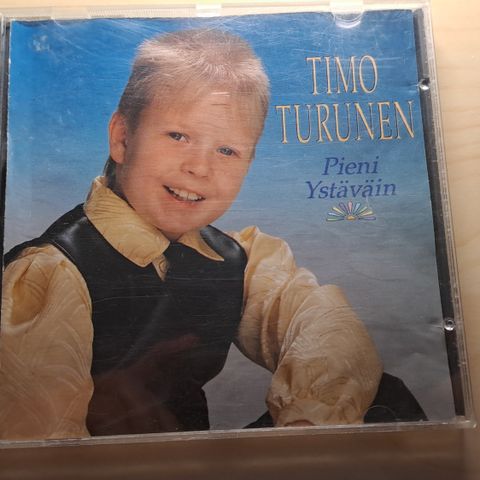 TIMO
TURUNEN
Pieni
Ystäväin